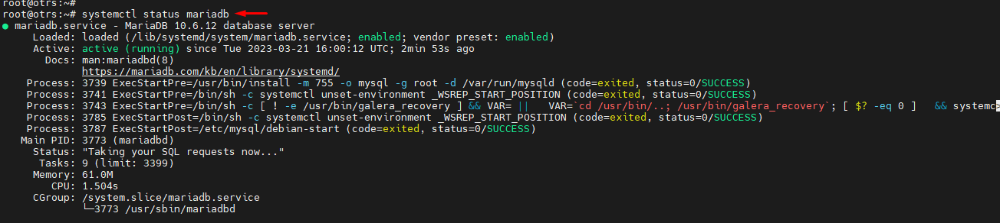 root@otrs:~#
root@otrs:~# systemctl status mariadb
● mariadb.service - MariaDB 10.6.12 database server
Loaded: loaded (/lib/systemd/system/mariadb.service; enabled; vendor preset: enabled)
Active: active (running) since Tue 2023-03-21 16:00:12 UTC; 2min 53s ago
Docs: man:mariadbd(8)
https://mariadb.com/kb/en/library/systemd/
Process: 3739 ExecStartPre=/usr/bin/install -m 755 -o mysql -g root -d /var/run/mysqld (code=exited, status=0/SUCCESS)
Process: 3741 ExecStartPre=/bin/sh -c systemctl unset-environment _WSREP_START_POSITION (code=exited, status=0/SUCCESS)
Process: 3743 ExecStartPre=/bin/sh -c [ ! -e /usr/bin/galera_recovery ] && VAR= || VAR=`cd /usr/bin/..; /usr/bin/galera_recovery`; [ $? -eq 0 ] && systemc>
Process: 3785 ExecStartPost=/bin/sh -c systemctl unset-environment _WSREP_START_POSITION (code=exited, status=0/SUCCESS)
Process: 3787 ExecStartPost=/etc/mysql/debian-start (code=exited, status=0/SUCCESS)
Main PID: 3773 (mariadbd)
Status: "Taking your SQL requests now..."
Tasks: 9 (limit: 3399)
Memory: 61.0M
CPU: 1.504s
CGroup: /system.slice/mariadb.service
└─3773 /usr/sbin/mariadbd